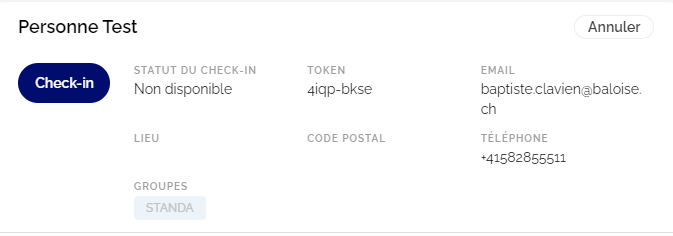 Personne Test
Annuler
Check-in
STATUT DU CHECK-IN
Non disponible
TOKEN
4iqp-bkse
EMAIL
baptiste.clavien@baloise.
ch
LIEU
CODE POSTAL
TÉLÉPHONE
+41582855511
GROUPES
STANDA